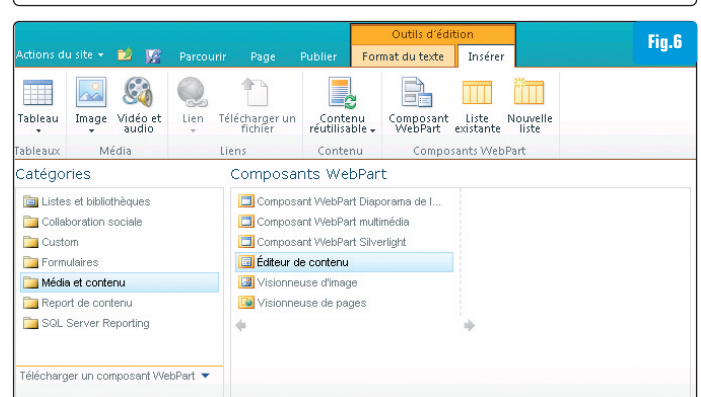 Outils d'édition
Fig.6
Actions du site
Parcourir
Page
Publier
Format du texte
Insérer
Tableau
Image
Vidéo et
audio
Lien
Télécharger un
fichier
Contenu
réutilisable
Composant
WebPart
Liste
existante
Nouvelle
liste
Tableaux
Média
Liens
Contenu
Composants WebPart
Catégories
Listes et bibliothèques
Collaboration sociale
Custom
Formulaires
Média et contenu
Report de contenu
SQL Server Reporting
Télécharger un composant WebPart
Composants WebPart
Composant WebPart Diaporama de l...
Composant WebPart multimédia
Composant WebPart Silverlight
Éditeur de contenu
Visionneuse d'image
Visionneuse de pages